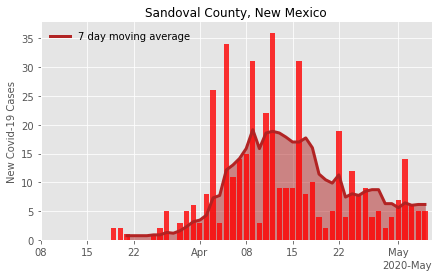 Sandoval County, New Mexico
7 day moving average
New Covid-19 Cases
35
30
25
20
15
10
5
0
08 15 22 Apr 08 15 22 May
2020-May